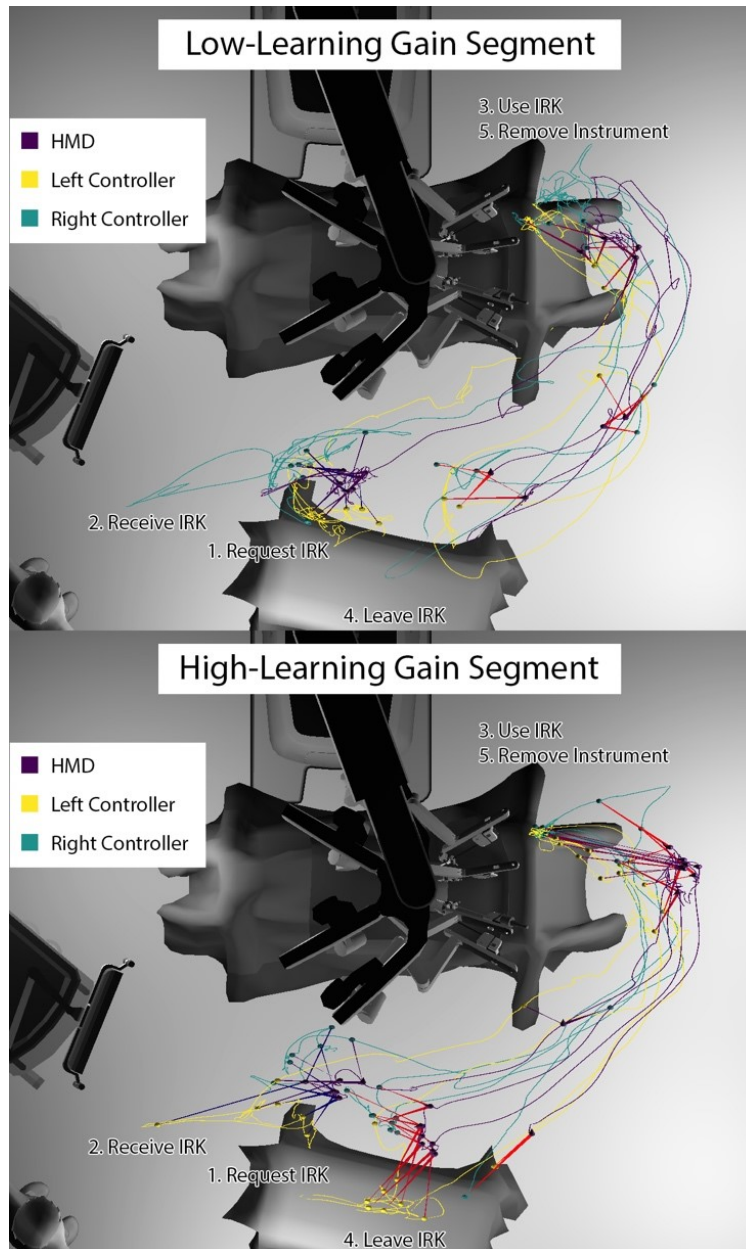 Low-Learning Gain Segment
3. Use IRK
5. Remove Instrument
HMD
Left Controller
Right Controller
2. Receive IRK
1. Request IRK
4. Leave IRK
High-Learning Gain Segment
3. Use IRK
5. Remove Instrument
HMD
Left Controller
Right Controller
2. Receive IRK
1. Request IRK
4. Leave IRK